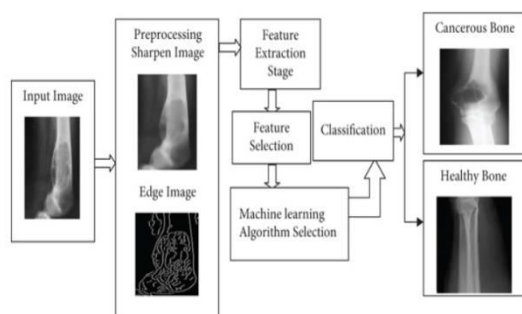 Input Image
Preprocessing
Sharpen Image
Edge Image
Feature
Extraction
Stage
Feature
Selection
Machine learning
Algorithm Selection
Classification
Cancerous Bone
Healthy Bone